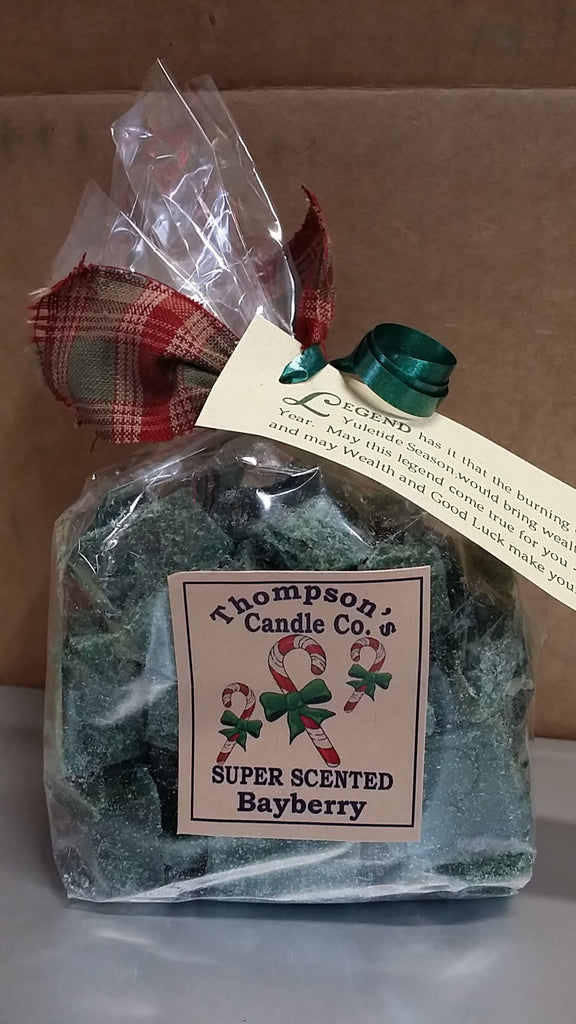 LEGEND has it that the burning
Yuletide Season would bring
Year. May this legend come true for you
and may Wealth and Good Luck make you
Thompson's
Candle Co.
SUPER SCENTED
Bayberry